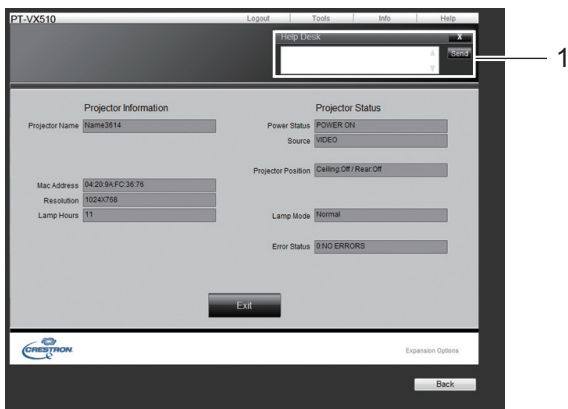 PT-VX510 Logout Tools Info Help
Help Desk X
Send
1
Projector Information Projector Status
Projector Name Name3614 Power Status POWER ON
Source VIDEO
Projector Position Ceiling:Off / Rear:Off
Mac Address 04:20:9A:FC:36:76
Resolution 1024X768
Lamp Hours 11 Lamp Mode Normal
Error Status 0:NO ERRORS
Exit
CRESTRON Expansion Options
Back